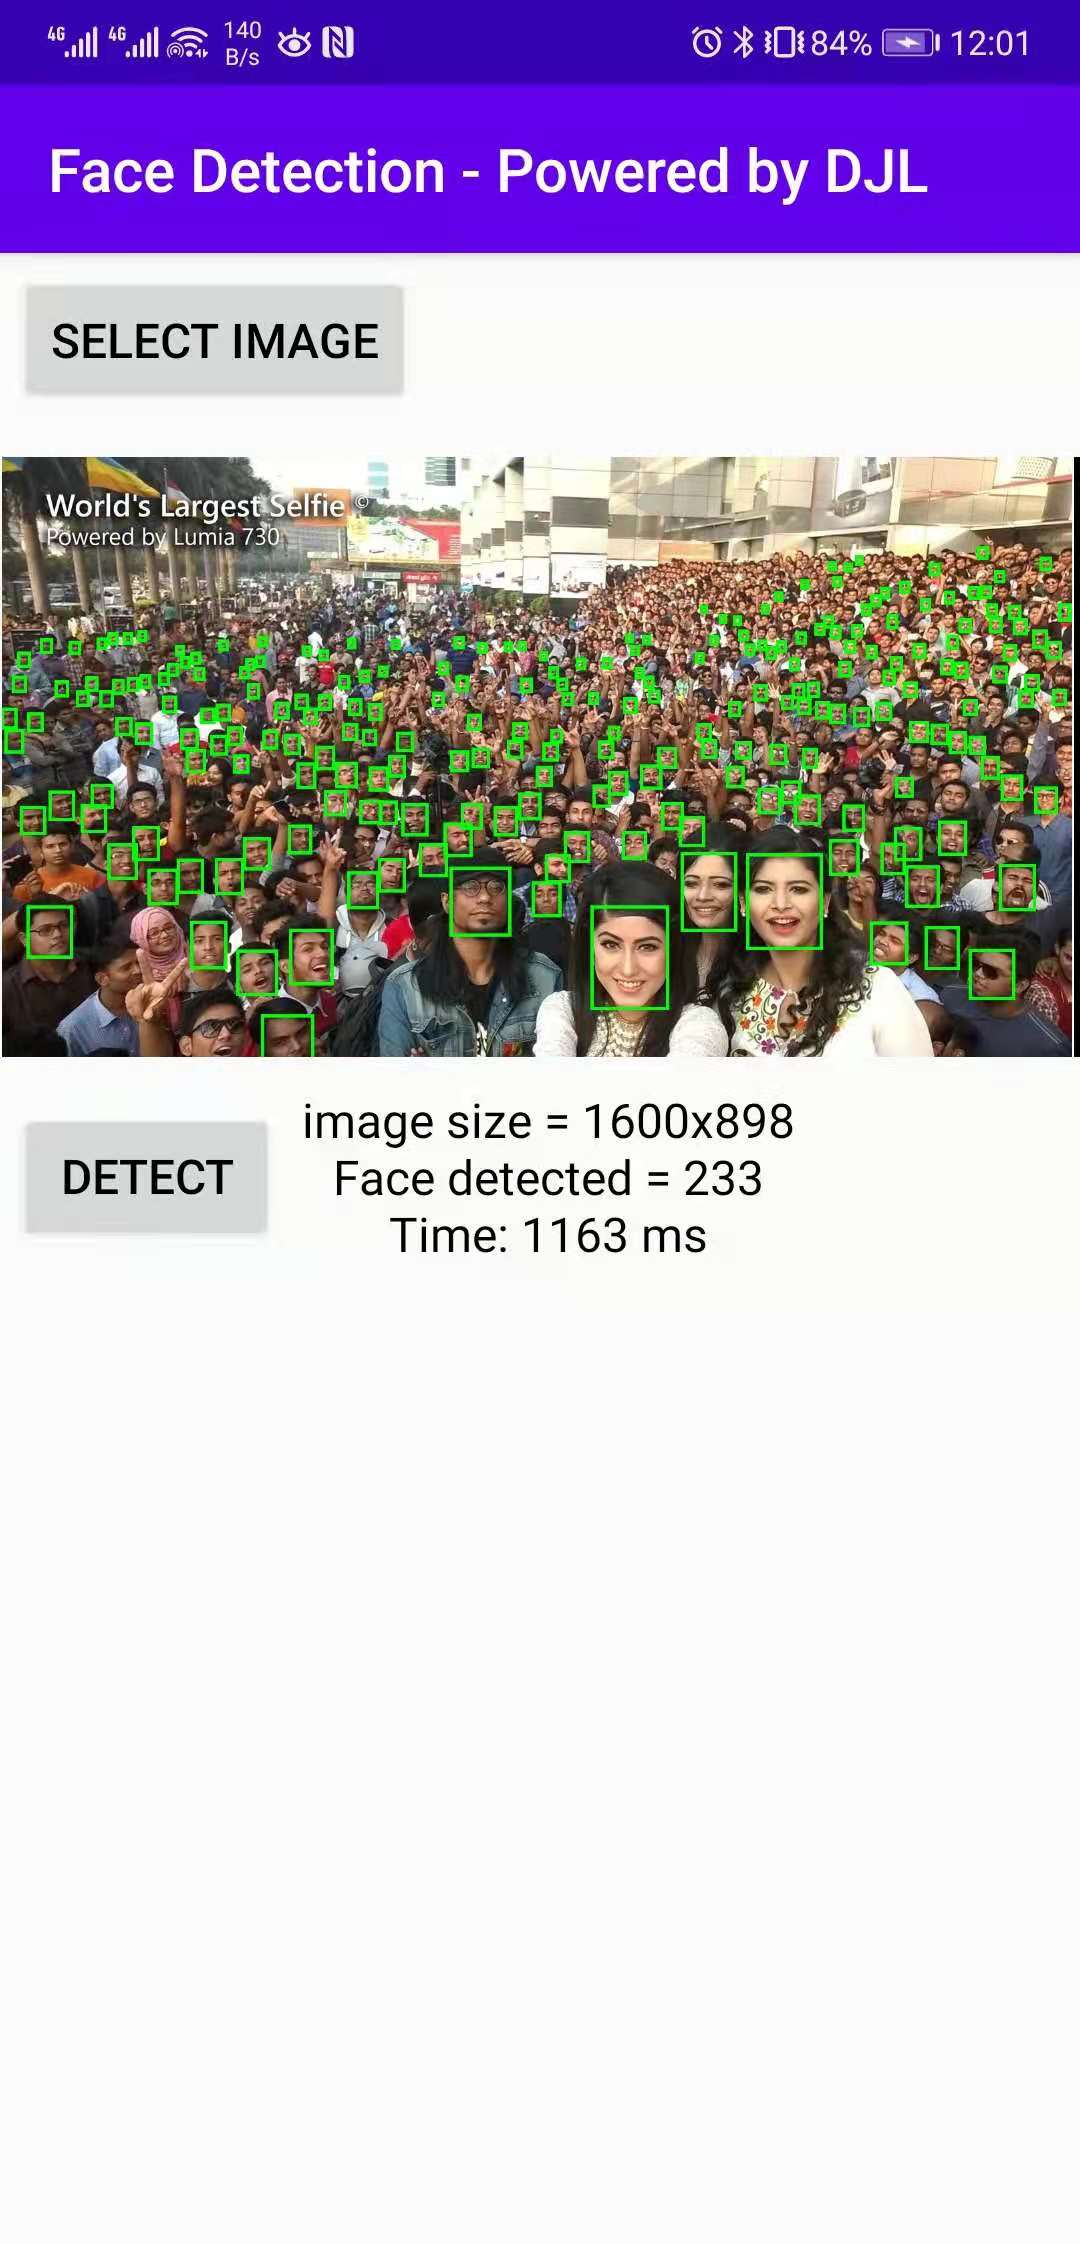 4G 4G 140 B/s 84% 12:01
Face Detection - Powered by DJL
SELECT IMAGE
World's Largest Selfie ©
Powered by Lumia 730
DETECT
image size = 1600x898
Face detected = 233
Time: 1163 ms